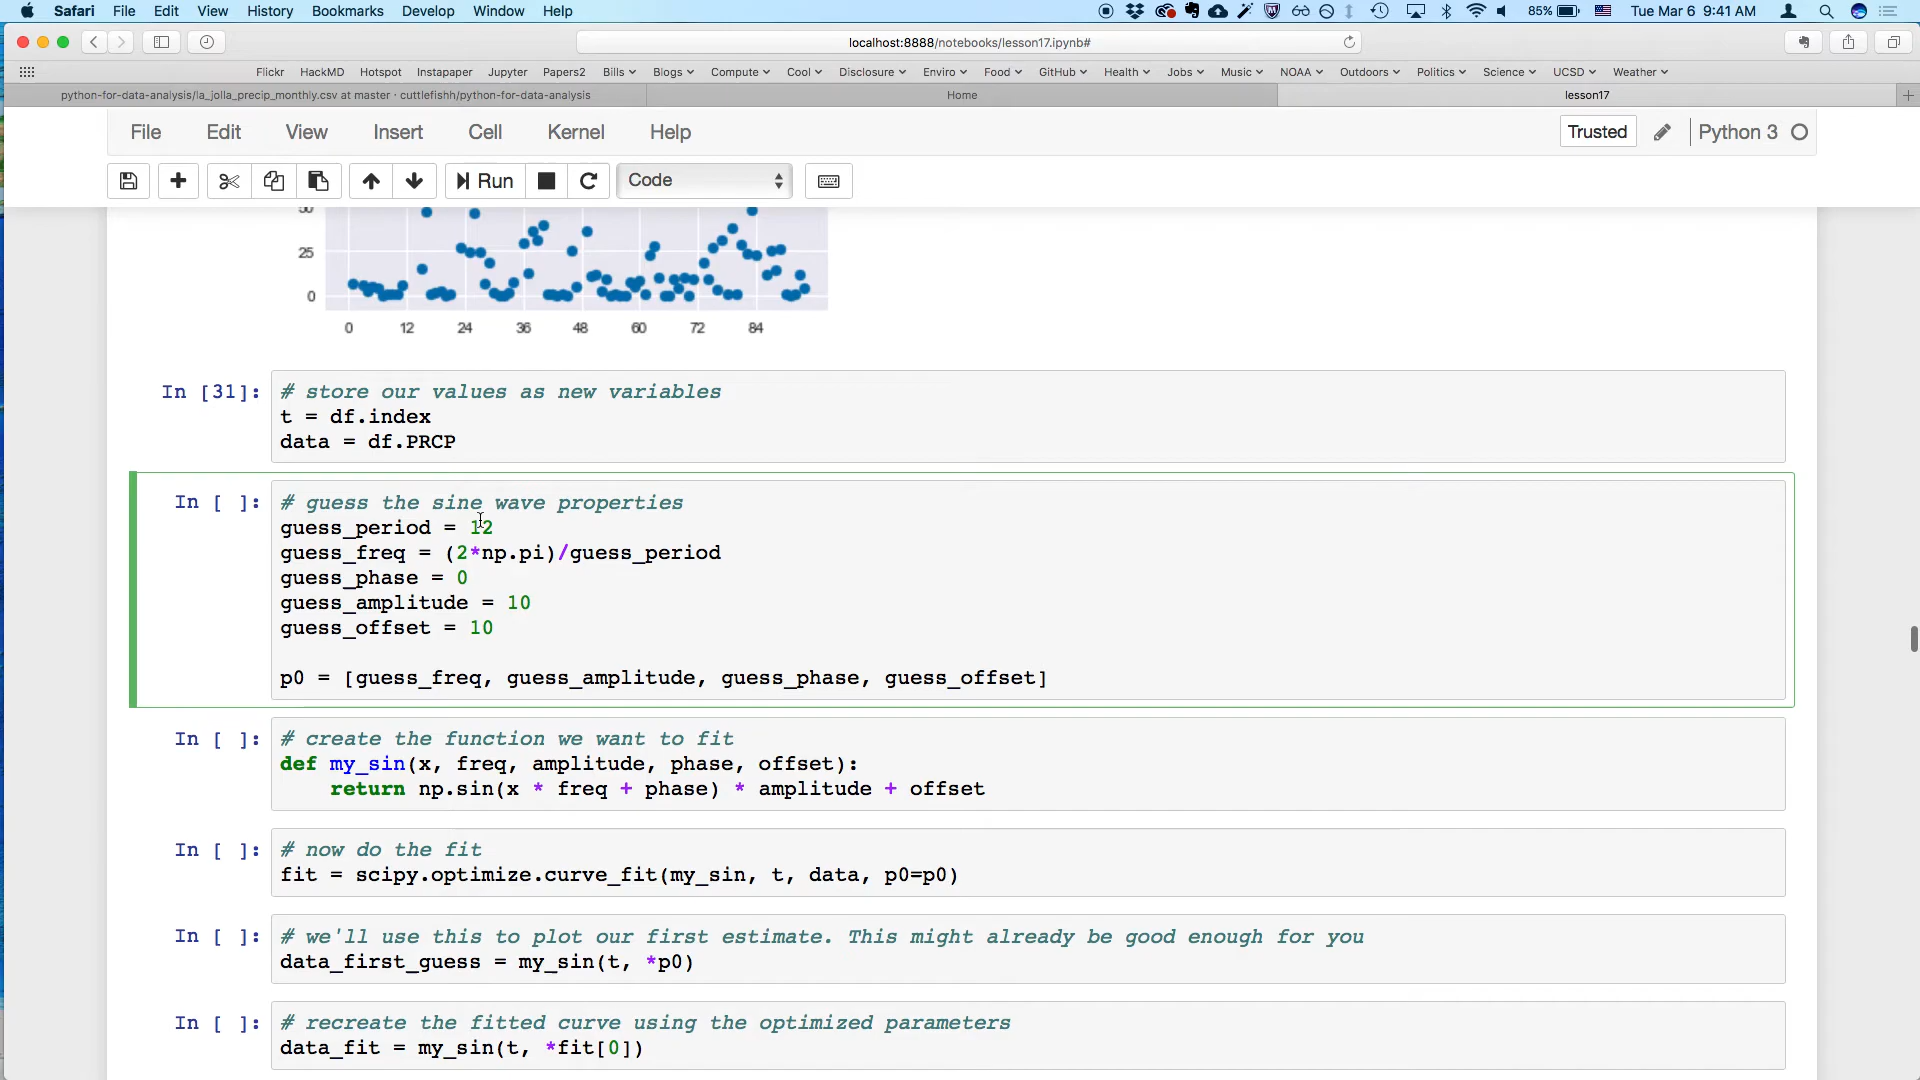 Safari File Edit View History Bookmarks Develop Window Help 85% Tue Mar 6 9:41 AM
localhost:8888/notebooks/lesson17.ipynb#
Flickr HackMD Hotspot Instapaper Jupyter Papers2 Bills Blogs Compute Cool Disclosure Enviro Food GitHub Health Jobs Music NOAA Outdoors Politics Science UCSD Weather
python-for-data-analysis/la_jolla_precip_monthly.csv at master · cuttlefishh/python-for-data-analysis Home lesson17
File Edit View Insert Cell Kernel Help Trusted Python 3
Run Code
50
25
0
0 12 24 36 48 60 72 84
In [31]: # store our values as new variables
t = df.index
data = df.PRCP
In [ ]: # guess the sine wave properties
guess_period = 12
guess_freq = (2*np.pi)/guess_period
guess_phase = 0
guess_amplitude = 10
guess_offset = 10
p0 = [guess_freq, guess_amplitude, guess_phase, guess_offset]
In [ ]: # create the function we want to fit
def my_sin(x, freq, amplitude, phase, offset):
return np.sin(x * freq + phase) * amplitude + offset
In [ ]: # now do the fit
fit = scipy.optimize.curve_fit(my_sin, t, data, p0=p0)
In [ ]: # we'll use this to plot our first estimate. This might already be good enough for you
data_first_guess = my_sin(t, *p0)
In [ ]: # recreate the fitted curve using the optimized parameters
data_fit = my_sin(t, *fit[0])